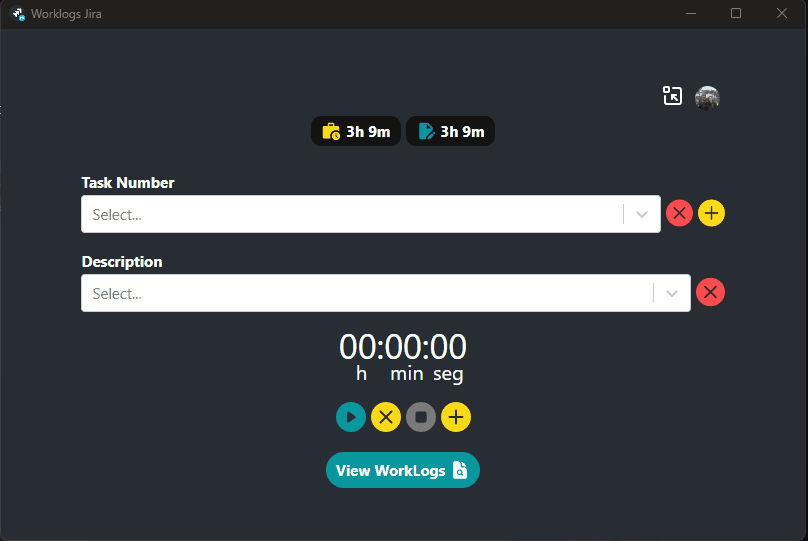 Worklogs Jira
3h 9m 3h 9m
Task Number
Select...
Description
Select...
00:00:00
h min seg
View WorkLogs